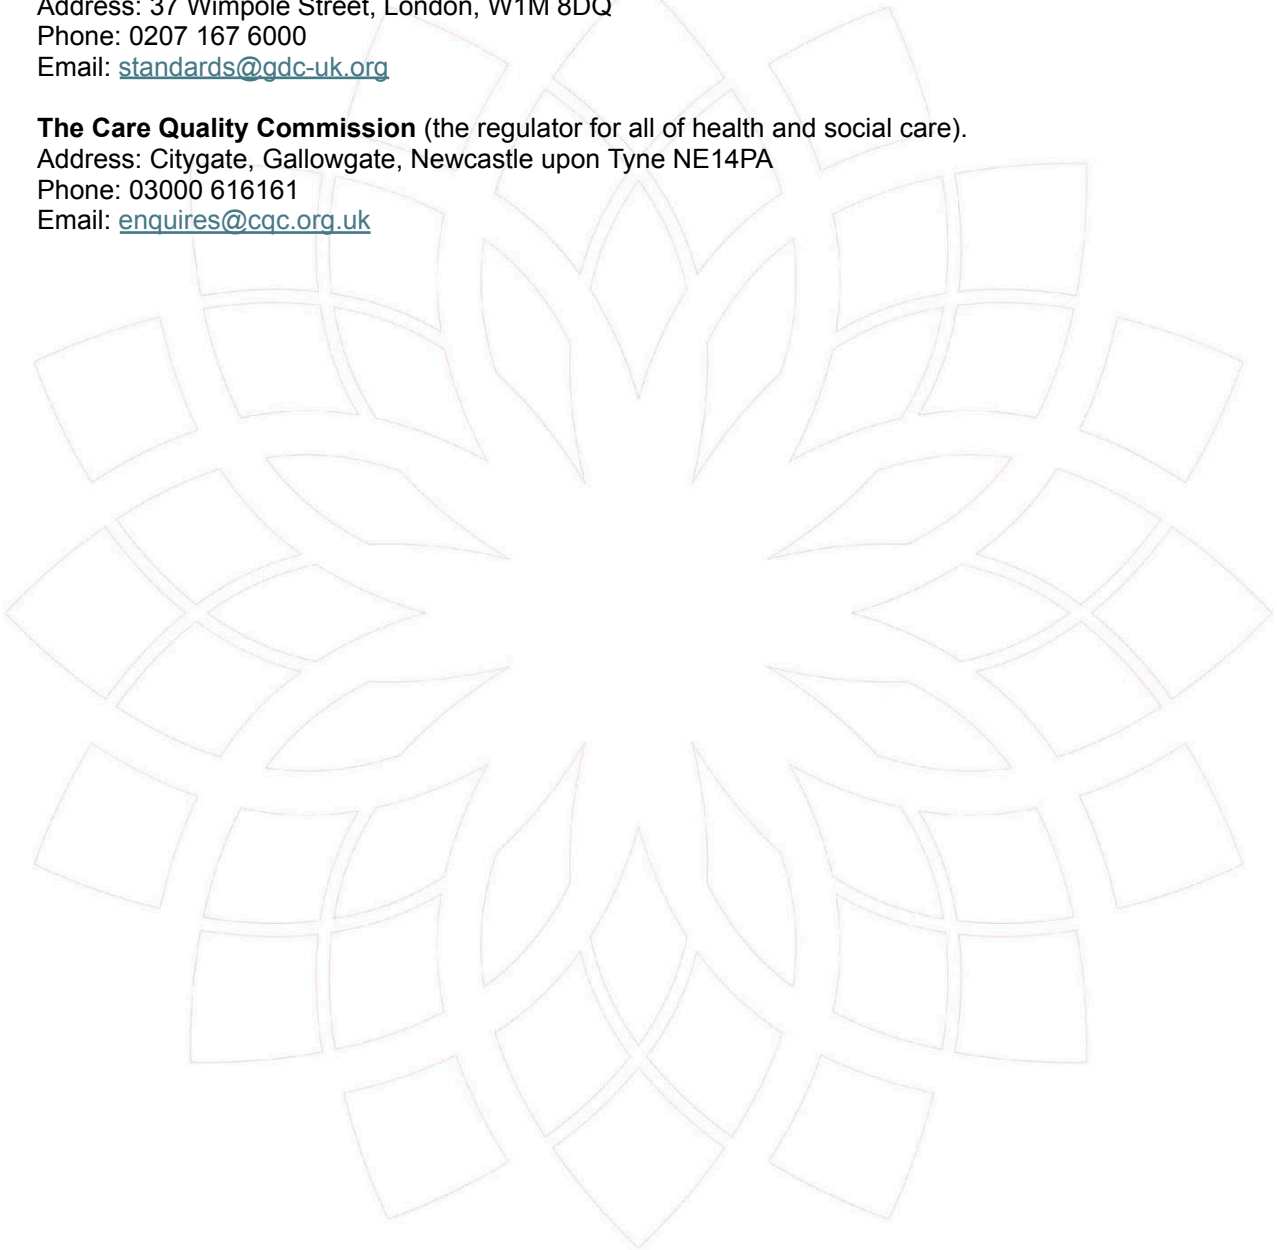 Address: 37 Wimpole Street, London, W1M 8DQ
Phone: 0207 167 6000
Email: standards@gdc-uk.org
The Care Quality Commission (the regulator for all of health and social care).
Address: Citygate, Gallowgate, Newcastle upon Tyne NE14PA
Phone: 03000 616161
Email: enquires@cqc.org.uk